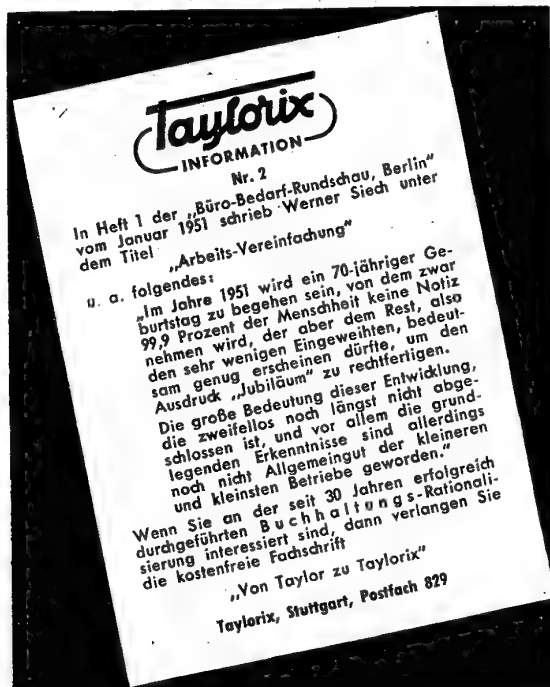 Taylorix
INFORMATION
Nr. 2
In Heft 1 der „Büro-Bedarf-Rundschau, Berlin"
vom Januar 1951 schrieb Werner Siech unter
dem Titel
„Arbeits-Vereinfachung"
u. a. folgendes:
„Im Jahre 1951 wird ein 70-jähriger Ge-
burtstag zu begehen sein, von dem zwar
99,9 Prozent der Menschheit keine Notiz
nehmen wird, der aber dem Rest, also
den sehr wenigen Eingeweihten, bedeut-
sam genug erscheinen dürfte, um den
Ausdruck „Jubiläum" zu rechtfertigen.
Die große Bedeutung dieser Entwicklung,
die zweifellos noch längst nicht abge-
schlossen ist, und vor allem die grund-
legenden Erkenntnisse sind allerdings
noch nicht Allgemeingut der kleineren
und kleinsten Betriebe geworden."
Wenn Sie an der seit 30 Jahren erfolgreich
durchgeführten Buchhaltungs-Rationali-
sierung interessiert sind, dann verlangen Sie
die kostenfreie Fachschrift
„Von Taylor zu Taylorix"
Taylorix, Stuttgart, Postfach 829